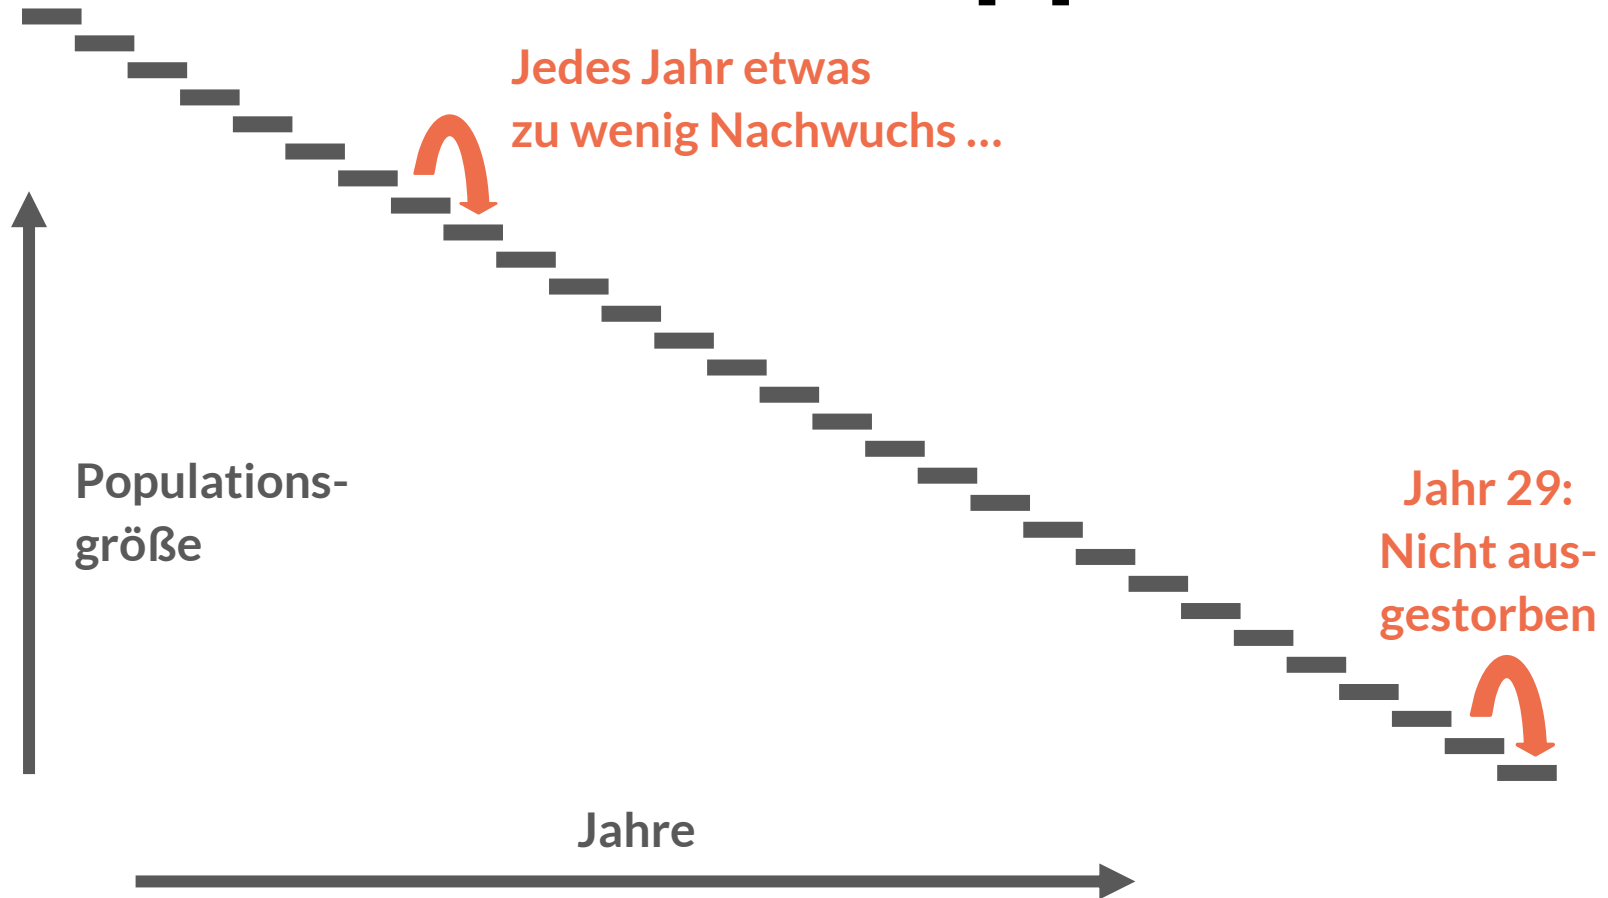 Jedes Jahr etwas
zu wenig Nachwuchs ...
Populations-
größe
Jahr 29:
Nicht aus-
gestorben
Jahre